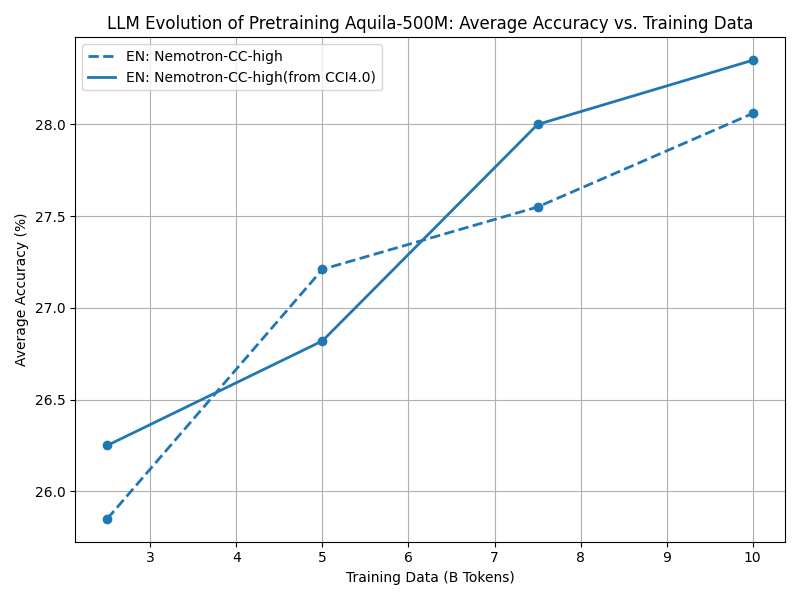 LLM Evolution of Pretraining Aquila-500M: Average Accuracy vs. Training Data
EN: Nemotron-CC-high
EN: Nemotron-CC-high(from CCI4.0)
Average Accuracy (%)
28.0
27.5
27.0
26.5
26.0
3 4 5 6 7 8 9 10
Training Data (B Tokens)